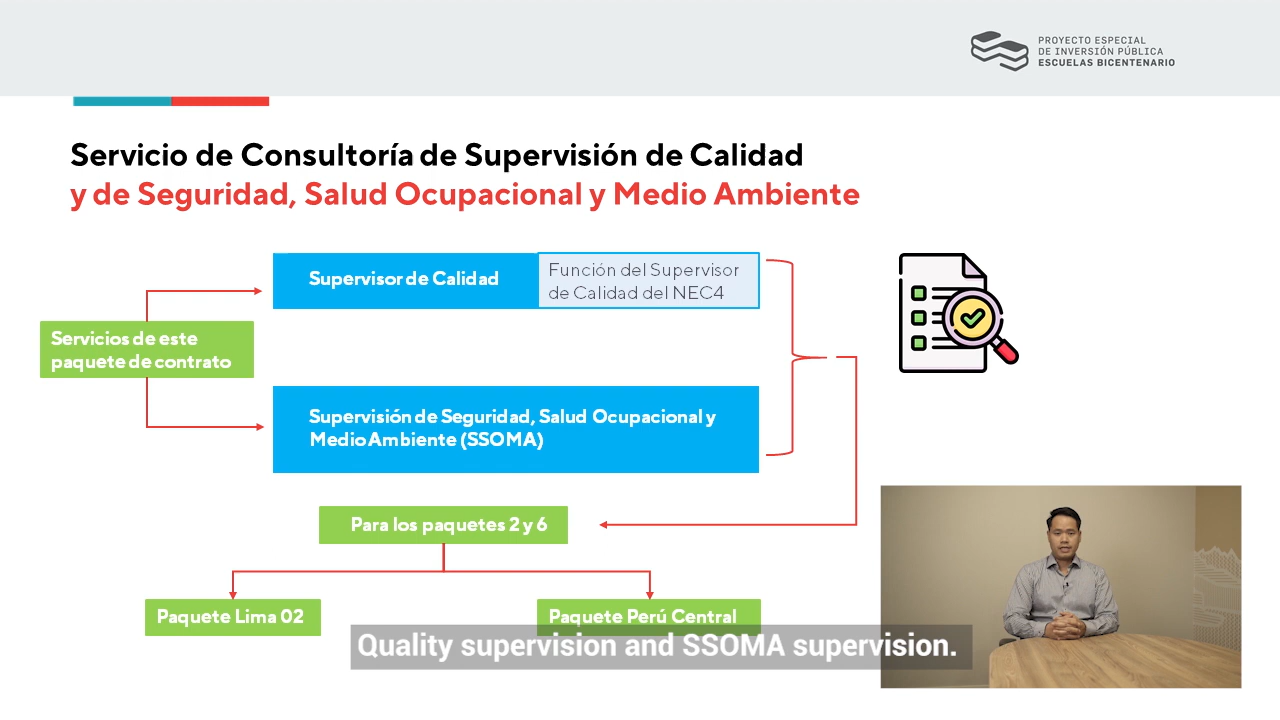 PROYECTO ESPECIAL
DE INVERSIÓN PÚBLICA
ESCUELAS BICENTENARIO
Servicio de Consultoría de Supervisión de Calidad
y de Seguridad, Salud Ocupacional y Medio Ambiente
Supervisor de Calidad
Función del Supervisor
de Calidad del NEC4
Servicios de este
paquete de contrato
Supervisión de Seguridad, Salud Ocupacional y
Medio Ambiente (SSOMA)
Para los paquetes 2 y 6
Paquete Lima 02
Paquete Perú Central
Quality supervision and SSOMA supervision.